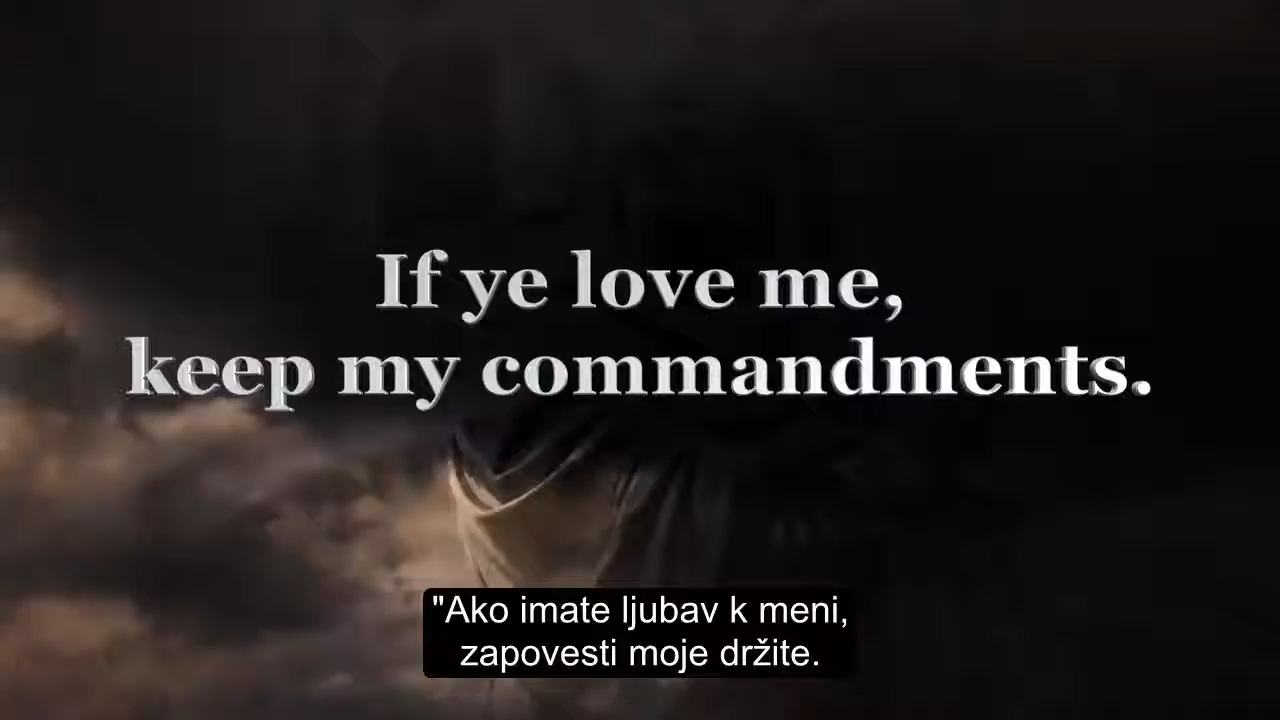 If ye love me,
keep my commandments.
"Ako imate ljubav k meni,
zapovesti moje držite.